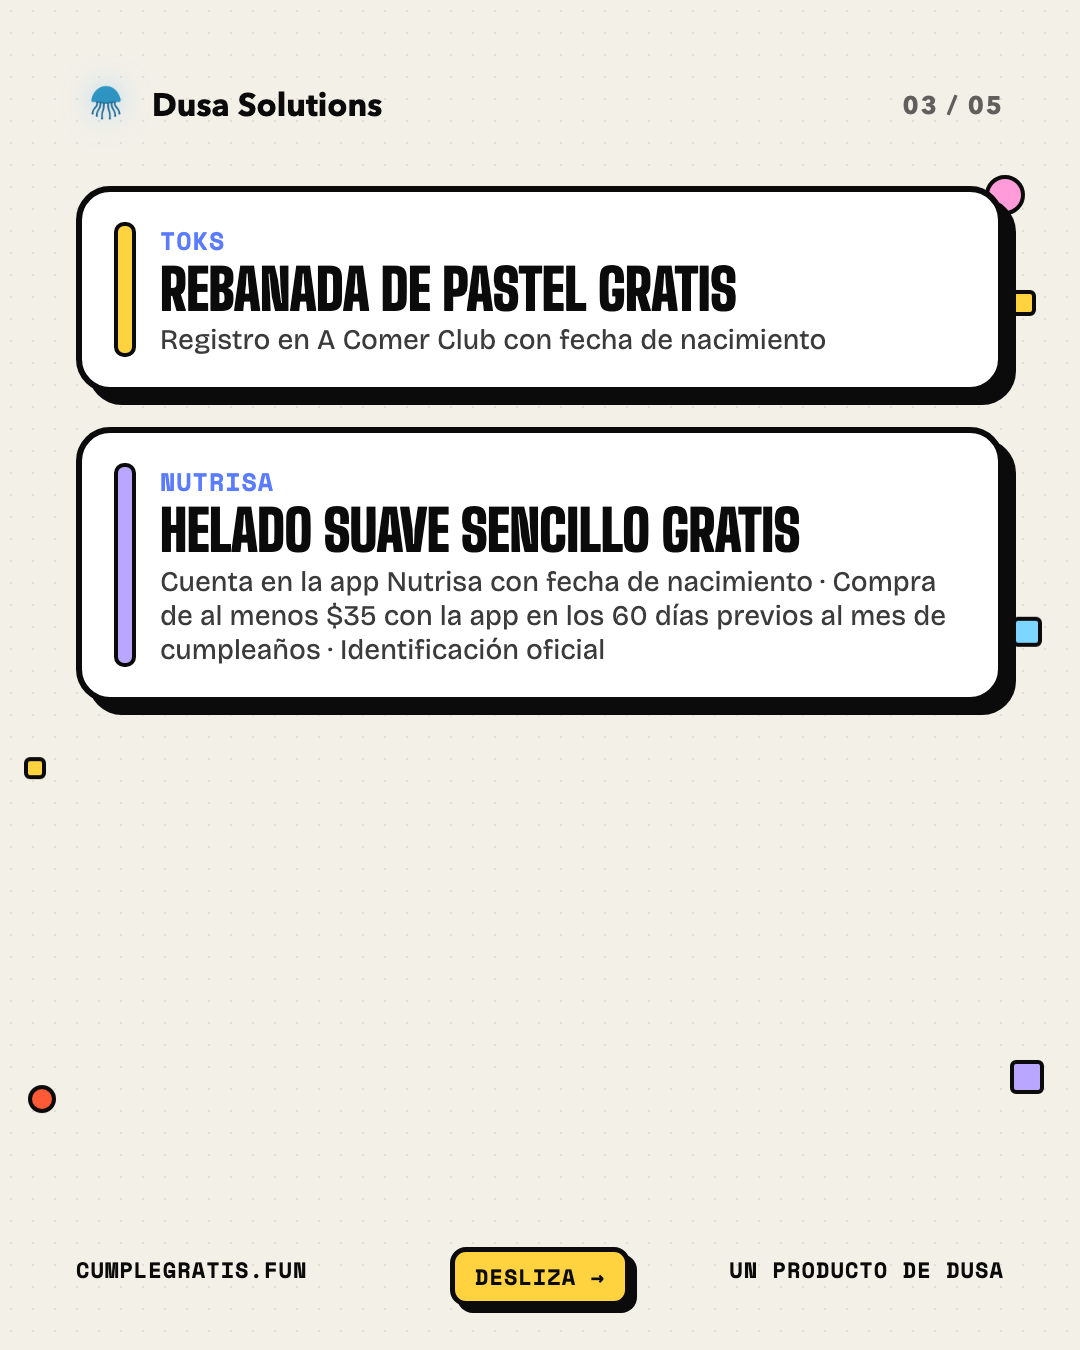 Dusa Solutions
03 / 05
TOKS
REBANADA DE PASTEL GRATIS
Registro en A Comer Club con fecha de nacimiento
NUTRISA
HELADO SUAVE SENCILLO GRATIS
Cuenta en la app Nutrisa con fecha de nacimiento · Compra
de al menos $35 con la app en los 60 días previos al mes de
cumpleaños · Identificación oficial
CUMPLEGRATIS.FUN
DESLIZA →
UN PRODUCTO DE DUSA